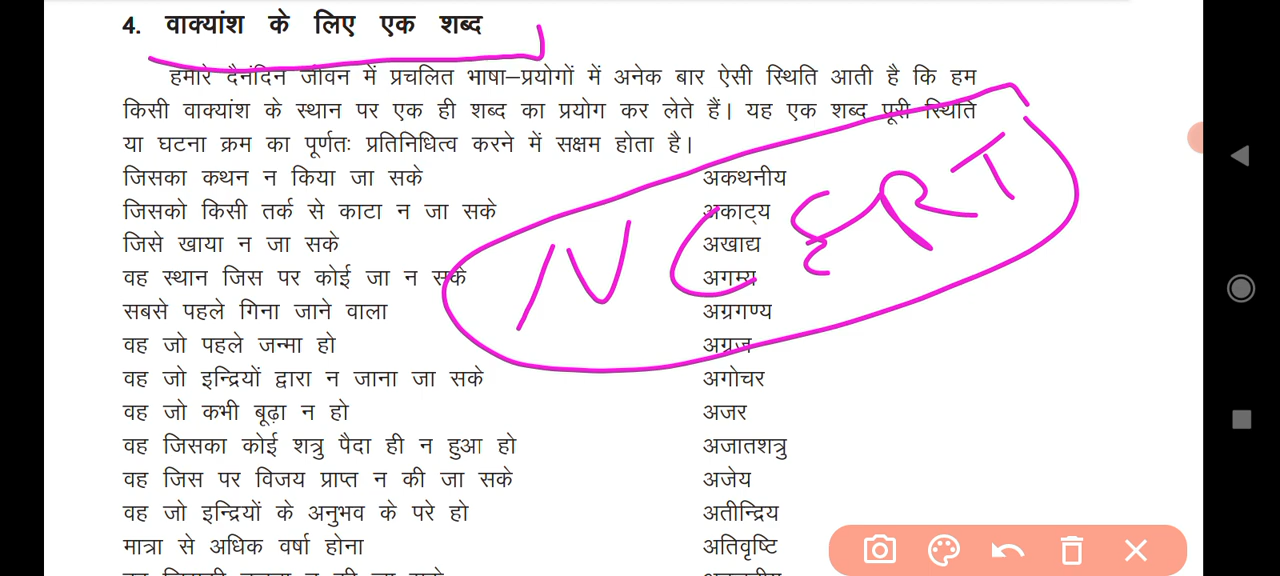 4. वाक्यांश के लिए एक शब्द
हमारे दैनंदिन जीवन में प्रचलित भाषा–प्रयोगों में अनेक बार ऐसी स्थिति आती है कि हम
किसी वाक्यांश के स्थान पर एक ही शब्द का प्रयोग कर लेते हैं। यह एक शब्द पूरी स्थिति
या घटना क्रम का पूर्णतः प्रतिनिधित्व करने में सक्षम होता है।
जिसका कथन न किया जा सके अकथनीय
जिसको किसी तर्क से काटा न जा सके अकाट्य
जिसे खाया न जा सके अखाद्य
वह स्थान जिस पर कोई जा न सके अगम्य
सबसे पहले गिना जाने वाला अग्रगण्य
वह जो पहले जन्मा हो अग्रज
वह जो इन्द्रियों द्वारा न जाना जा सके अगोचर
वह जो कभी बूढ़ा न हो अजर
वह जिसका कोई शत्रु पैदा ही न हुआ हो अजातशत्रु
वह जिस पर विजय प्राप्त न की जा सके अजेय
वह जो इन्द्रियों के अनुभव के परे हो अतीन्द्रिय
मात्रा से अधिक वर्षा होना अतिवृष्टि
NCERT